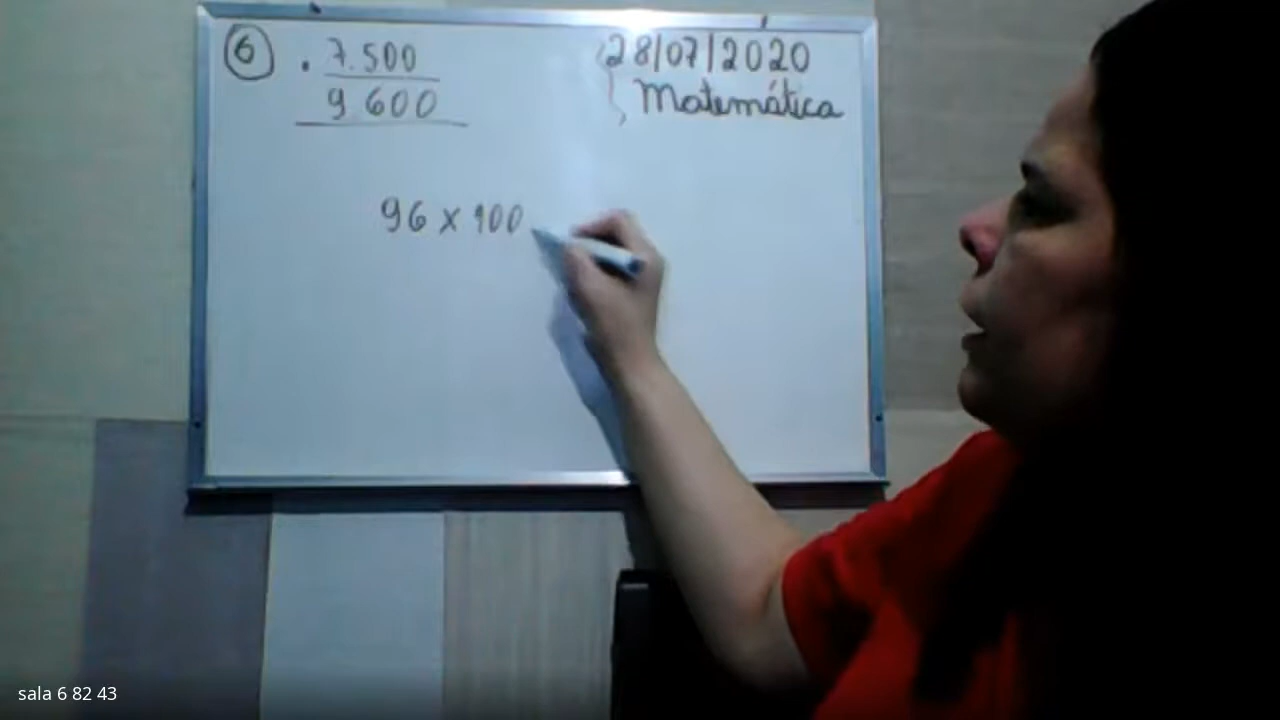 6
. 7.500
9 600
28/07/2020
Matemática
96 x 100
sala 6 82 43